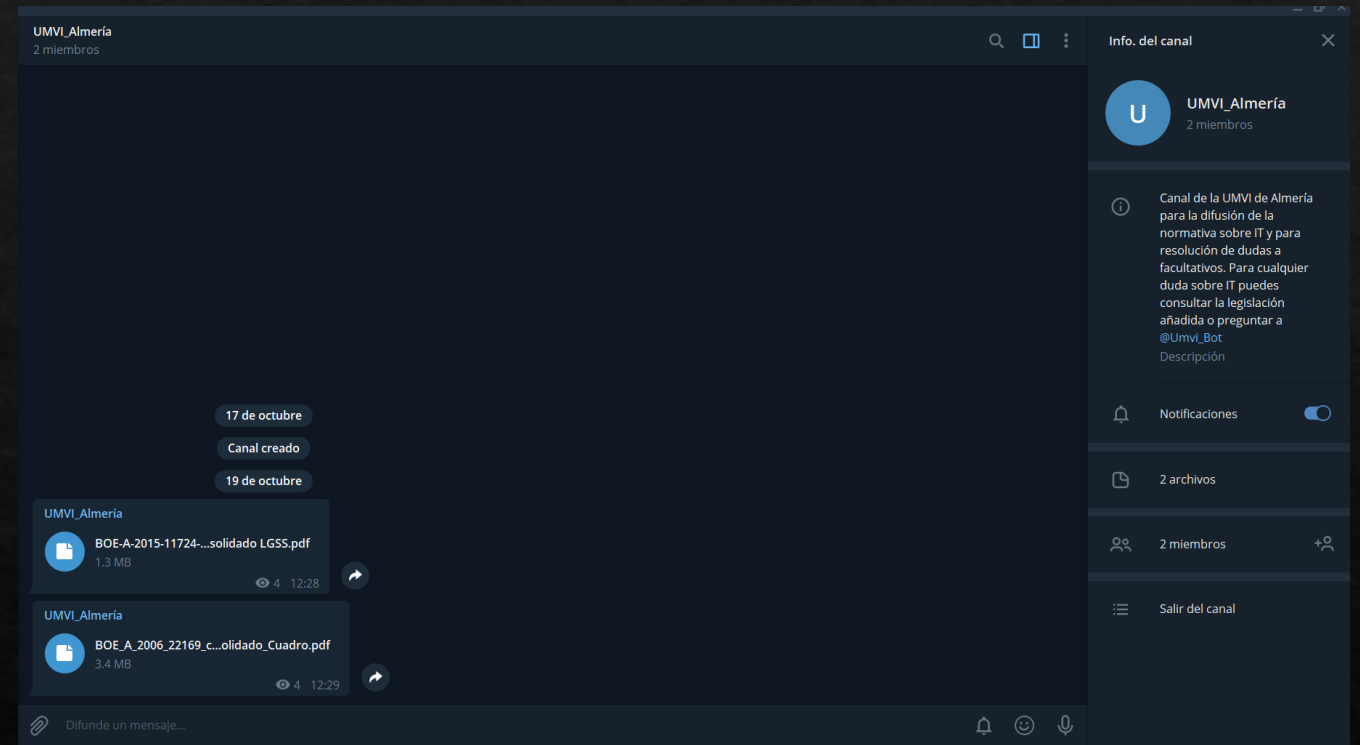 UMVI_Almería
2 miembros
Info. del canal
U
UMVI_Almería
2 miembros
Canal de la UMVI de Almería
para la difusión de la
normativa sobre IT y para
resolución de dudas a
facultativos. Para cualquier
duda sobre IT puedes
consultar la legislación
añadida o preguntar a
@Umvi_Bot
Descripción
Notificaciones
2 archivos
2 miembros
Salir del canal
17 de octubre
Canal creado
19 de octubre
UMVI_Almería
BOE-A-2015-11724-...solidado LGSS.pdf
1.3 MB
4 12:28
UMVI_Almería
BOE_A_2006_22169_c...olidado_Cuadro.pdf
3.4 MB
4 12:29
Difunde un mensaje...